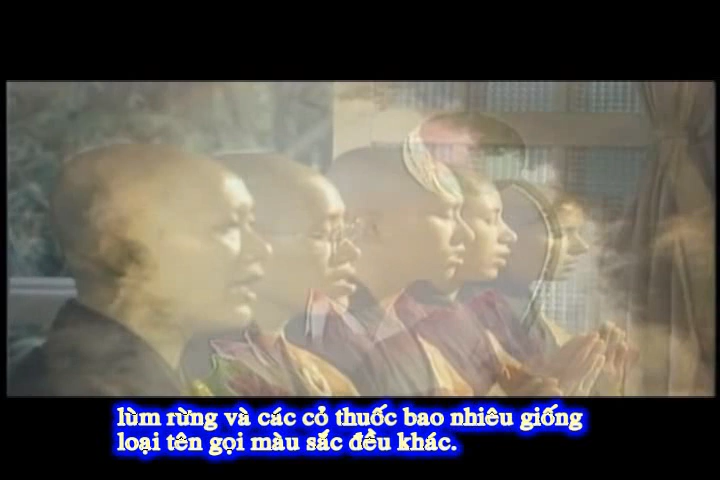 lùm rừng và các cỏ thuốc bao nhiêu giống
loại tên gọi màu sắc đều khác.